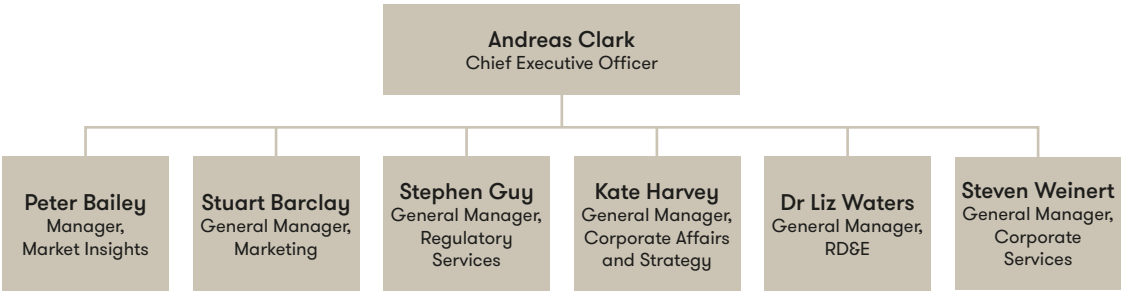 Andreas Clark
Chief Executive Officer
Peter Bailey
Manager,
Market Insights
Stuart Barclay
General Manager,
Marketing
Stephen Guy
General Manager,
Regulatory
Services
Kate Harvey
General Manager,
Corporate Affairs
and Strategy
Dr Liz Waters
General Manager,
RD&E
Steven Weinert
General Manager,
Corporate
Services